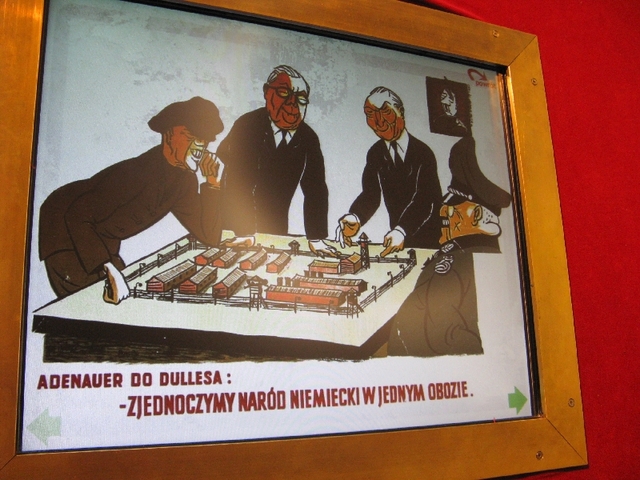 ADENAUER DO DULLESA:
-ZJEDNOCZYMY NARÓD NIEMIECKI W JEDNYM OBOZIE.